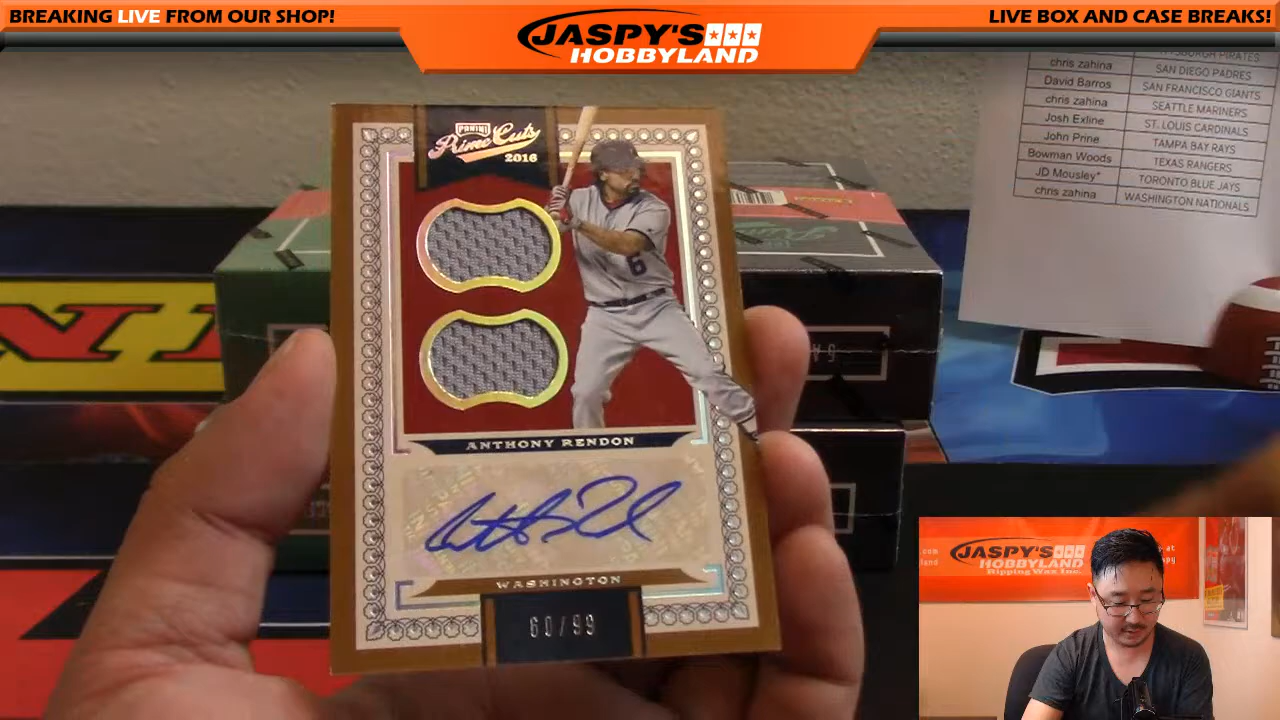 BREAKING LIVE FROM OUR SHOP!
JASPY'S
HOBBYLAND
LIVE BOX AND CASE BREAKS!
PITTSBURGH PIRATES
chris zahina SAN DIEGO PADRES
David Barros SAN FRANCISCO GIANTS
chris zahina SEATTLE MARINERS
Josh Exline ST. LOUIS CARDINALS
John Prine TAMPA BAY RAYS
Bowman Woods TEXAS RANGERS
JD Mousley* TORONTO BLUE JAYS
chris zahina WASHINGTON NATIONALS
PANINI
Prime Cuts
2016
6
ANTHONY RENDON
WASHINGTON
60/99
JASPY'S
HOBBYLAND
Ripping Wax Inc.